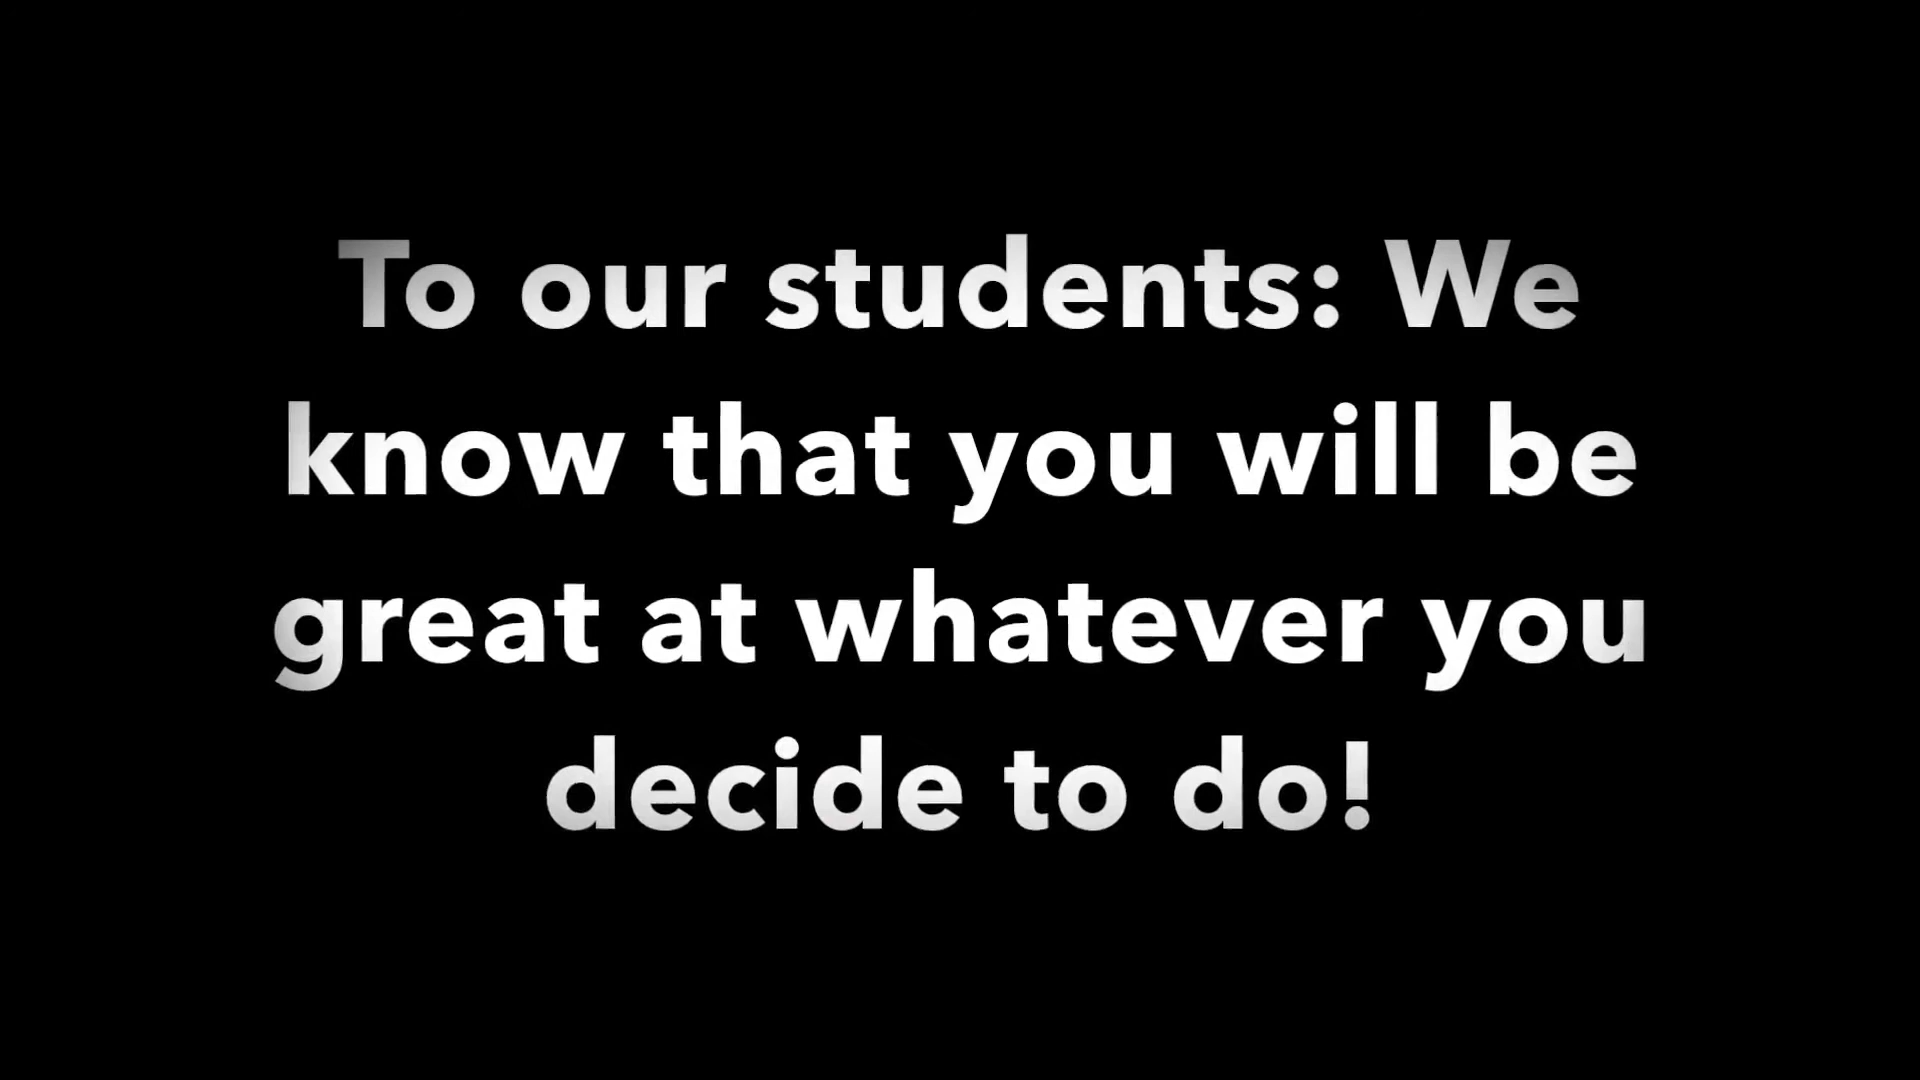 To our students: We
know that you will be
great at whatever you
decide to do!